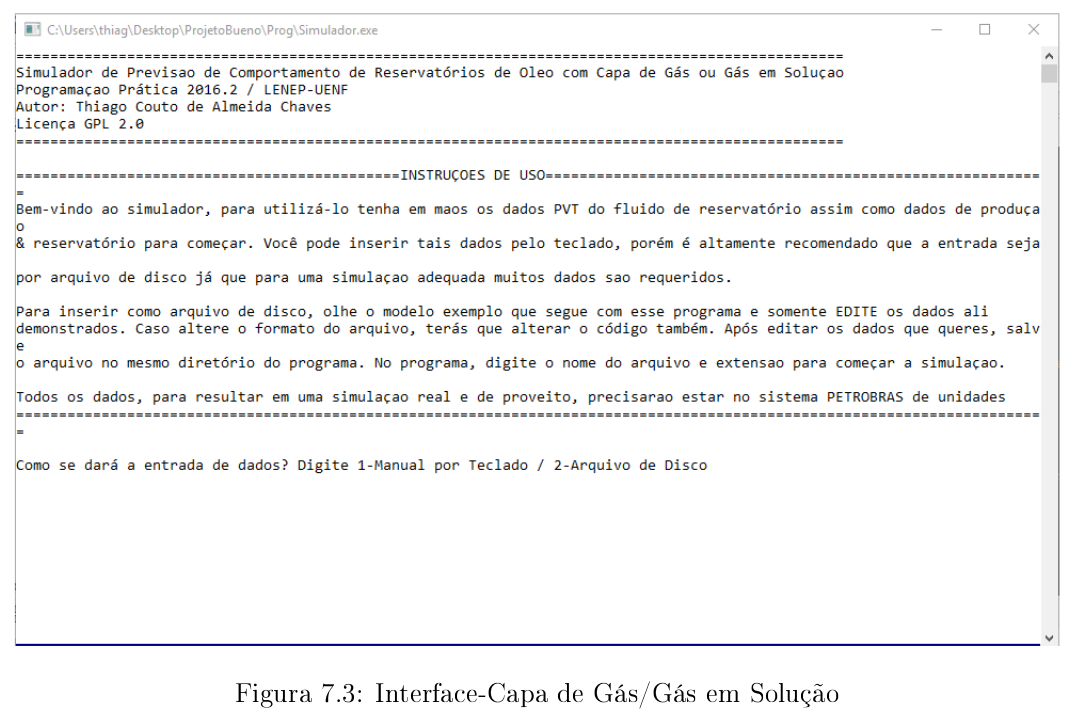 C:\Users\thiag\Desktop\ProjetoBueno\Prog\Simulador.exe
=================================================================================================
Simulador de Previsao de Comportamento de Reservatórios de Oleo com Capa de Gás ou Gás em Soluçao
Programaçao Prática 2016.2 / LENEP-UENF
Autor: Thiago Couto de Almeida Chaves
Licença GPL 2.0
=================================================================================================
=============================================INSTRUÇOES DE USO==========================================================
=
Bem-vindo ao simulador, para utilizá-lo tenha em maos os dados PVT do fluido de reservatório assim como dados de produça
o
& reservatório para começar. Você pode inserir tais dados pelo teclado, porém é altamente recomendado que a entrada seja
por arquivo de disco já que para uma simulaçao adequada muitos dados sao requeridos.
Para inserir como arquivo de disco, olhe o modelo exemplo que segue com esse programa e somente EDITE os dados ali
demonstrados. Caso altere o formato do arquivo, terás que alterar o código também. Após editar os dados que queres, salv
e
o arquivo no mesmo diretório do programa. No programa, digite o nome do arquivo e extensao para começar a simulaçao.
Todos os dados, para resultar em uma simulaçao real e de proveito, precisarao estar no sistema PETROBRAS de unidades
========================================================================================================================
=
Como se dará a entrada de dados? Digite 1-Manual por Teclado / 2-Arquivo de Disco
Figura 7.3: Interface-Capa de Gás/Gás em Solução